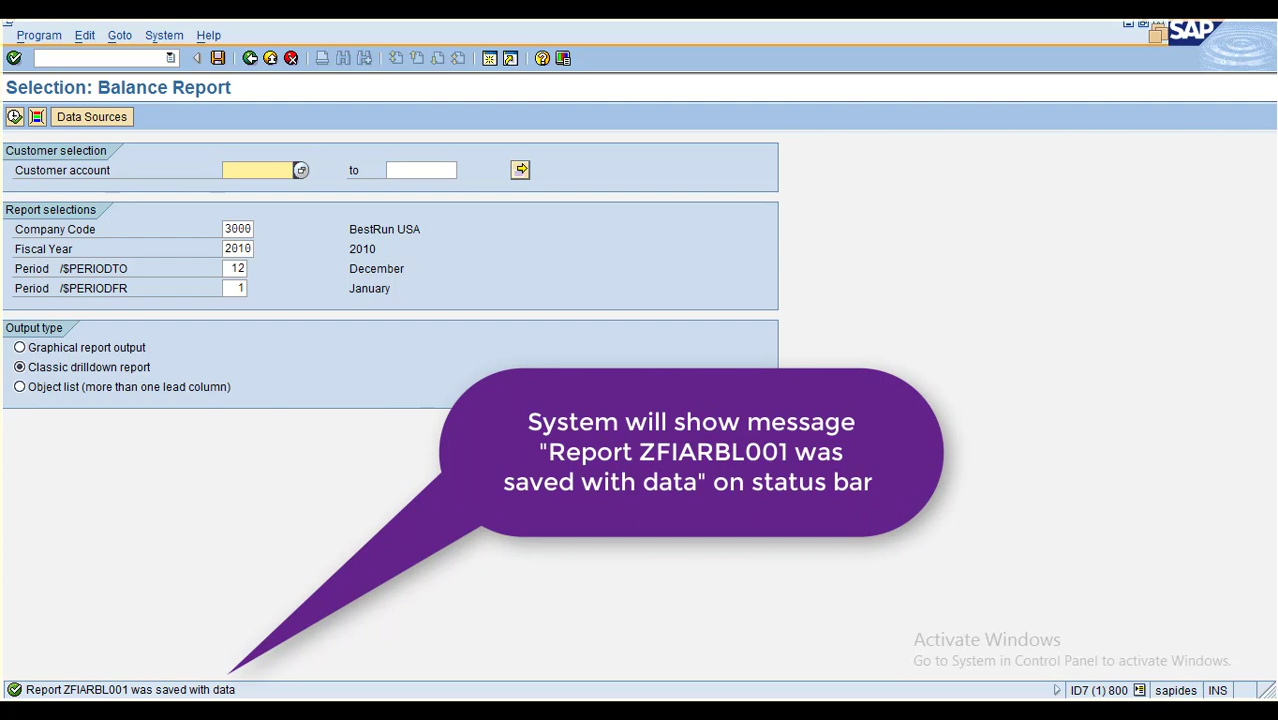 Program Edit Goto System Help
SAP
Selection: Balance Report
Data Sources
Customer selection
Customer account to
Report selections
Company Code 3000 BestRun USA
Fiscal Year 2010 2010
Period /$PERIODTO 12 December
Period /$PERIODFR 1 January
Output type
Graphical report output
Classic drilldown report
Object list (more than one lead column)
System will show message
"Report ZFIARBL001 was
saved with data" on status bar
Activate Windows
Go to System in Control Panel to activate Windows.
Report ZFIARBL001 was saved with data ID7 (1) 800 sapides INS